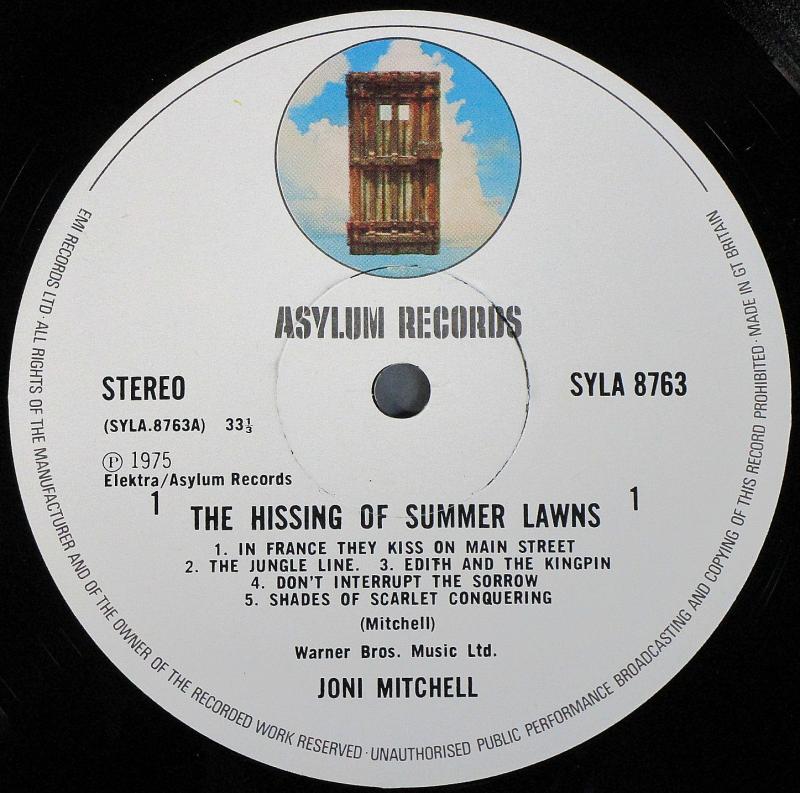 ASYLUM RECORDS
STEREO
SYLA 8763
(SYLA.8763A) 33⅓
Ⓟ 1975
Elektra/Asylum Records
1 THE HISSING OF SUMMER LAWNS 1
1. IN FRANCE THEY KISS ON MAIN STREET
2. THE JUNGLE LINE. 3. EDITH AND THE KINGPIN
4. DON'T INTERRUPT THE SORROW
5. SHADES OF SCARLET CONQUERING
(Mitchell)
Warner Bros. Music Ltd.
JONI MITCHELL
EMI RECORDS LTD·ALL RIGHTS OF THE MANUFACTURER AND OF THE OWNER OF THE RECORDED WORK RESERVED·UNAUTHORISED PUBLIC PERFORMANCE BROADCASTING AND COPYING OF THIS RECORD PROHIBITED·MADE IN GT BRITAIN